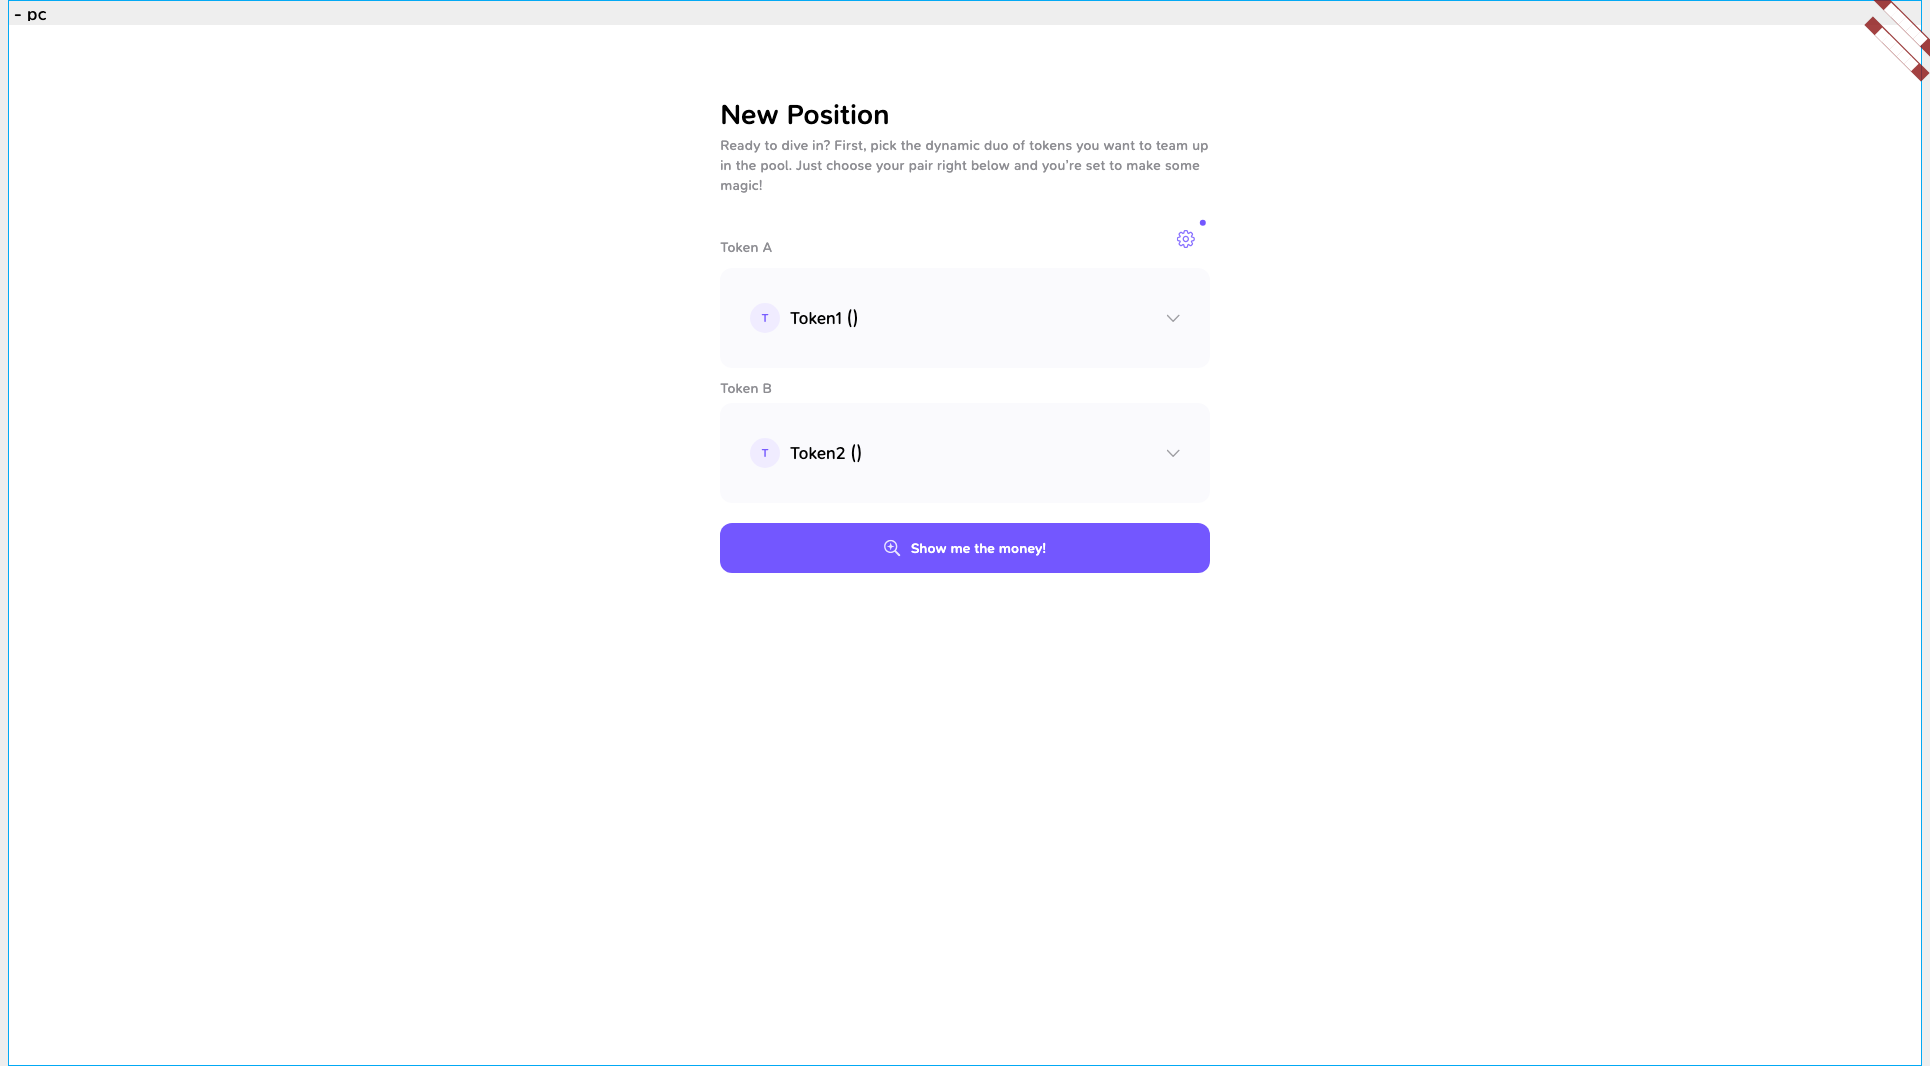 - pc
New Position
Ready to dive in? First, pick the dynamic duo of tokens you want to team up
in the pool. Just choose your pair right below and you're set to make some
magic!
Token A
T Token1 ()
Token B
T Token2 ()
Show me the money!